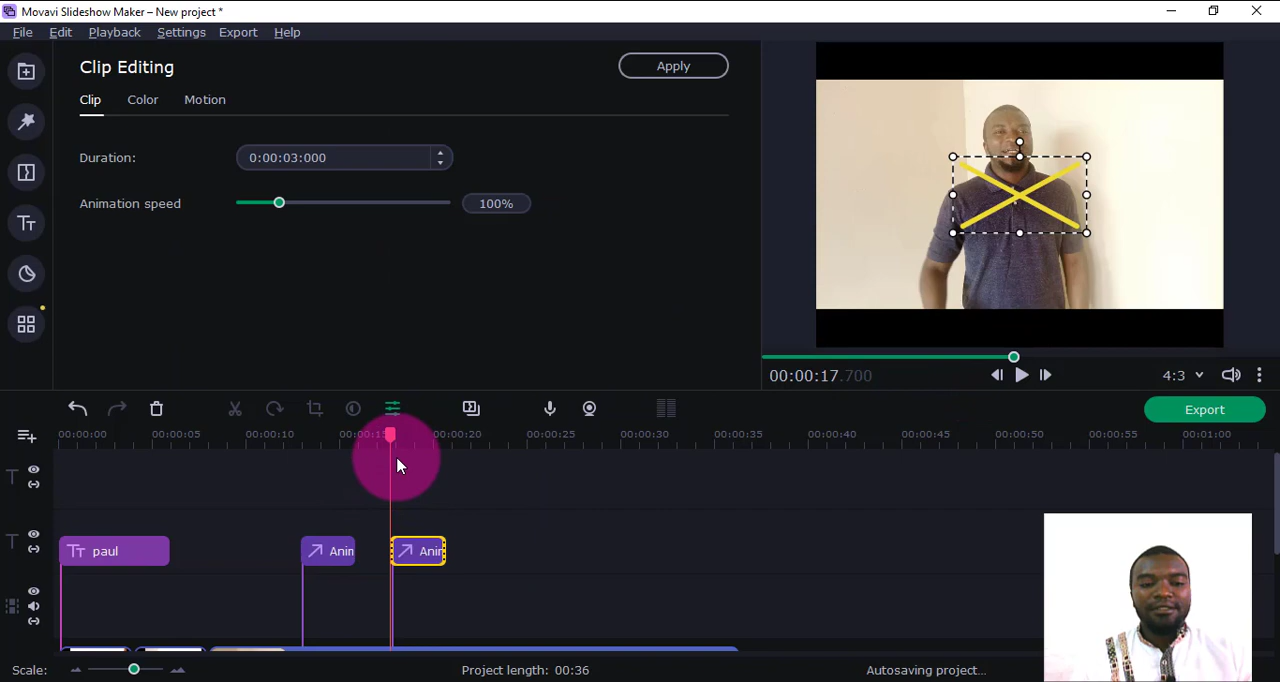 Movavi Slideshow Maker – New project *
File Edit Playback Settings Export Help
Clip Editing
Apply
Clip Color Motion
Duration: 0:00:03:000
Animation speed 100%
00:00:17.700
4:3
Export
00:00:00 00:00:05 00:00:10 00:00:15 00:00:20 00:00:25 00:00:30 00:00:35 00:00:40 00:00:45 00:00:50 00:00:55 00:01:00
Tт paul
Anin
Anin
Scale:
Project length: 00:36
Autosaving project...